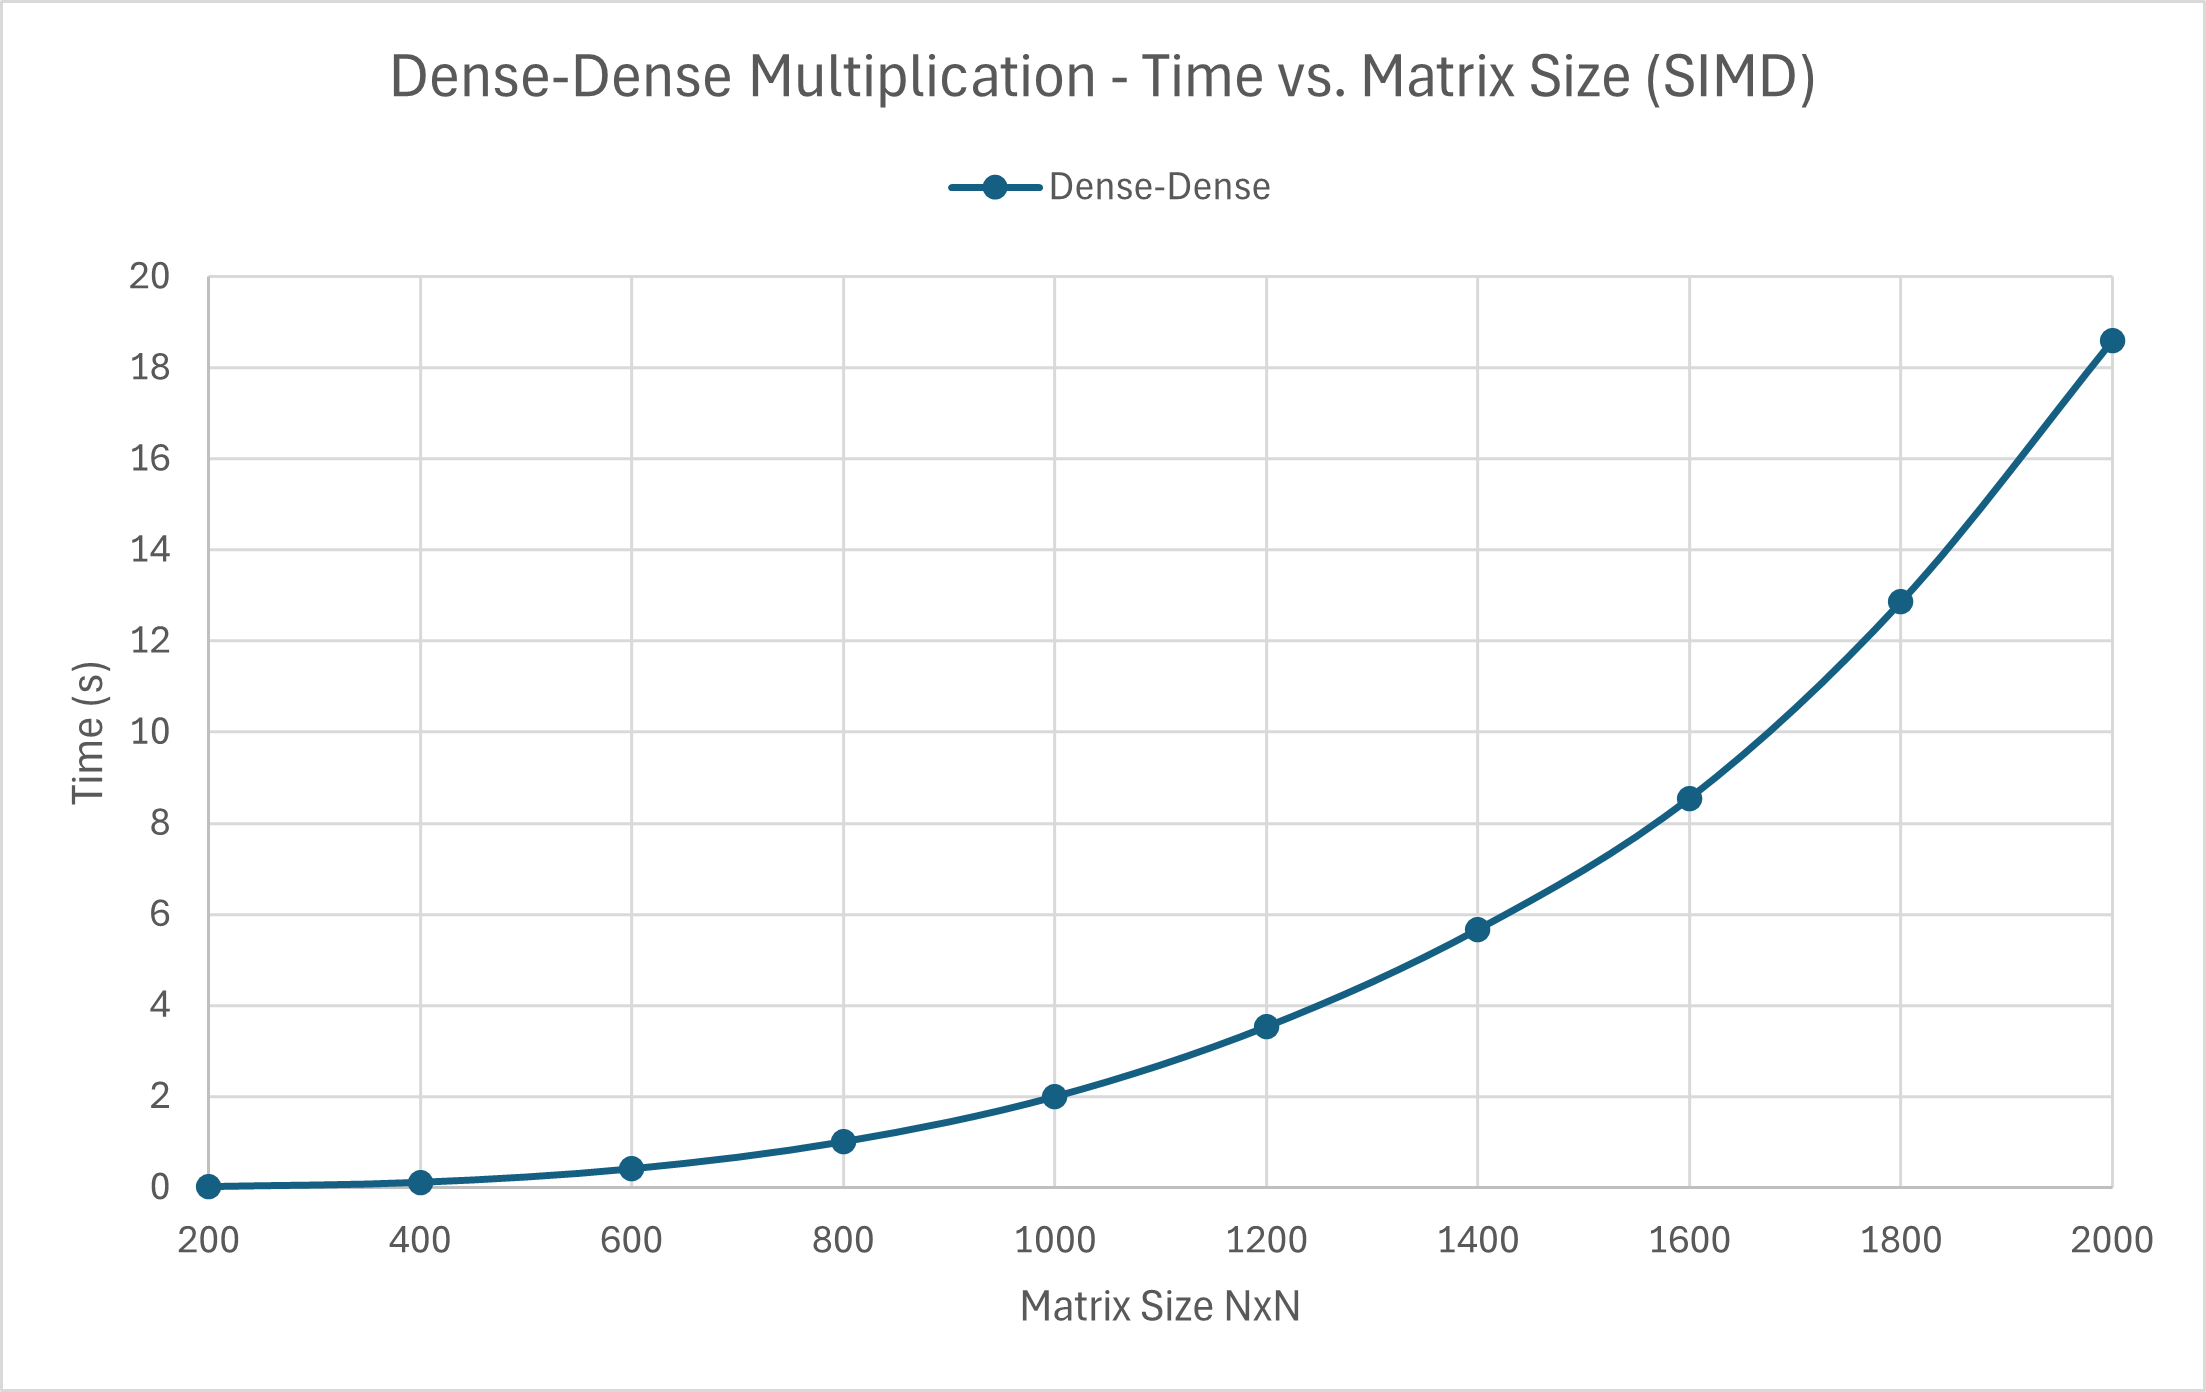 Dense-Dense Multiplication - Time vs. Matrix Size (SIMD)
Dense-Dense
20
18
16
14
12
10
8
6
4
2
0
Time (s)
200 400 600 800 1000 1200 1400 1600 1800 2000
Matrix Size NxN